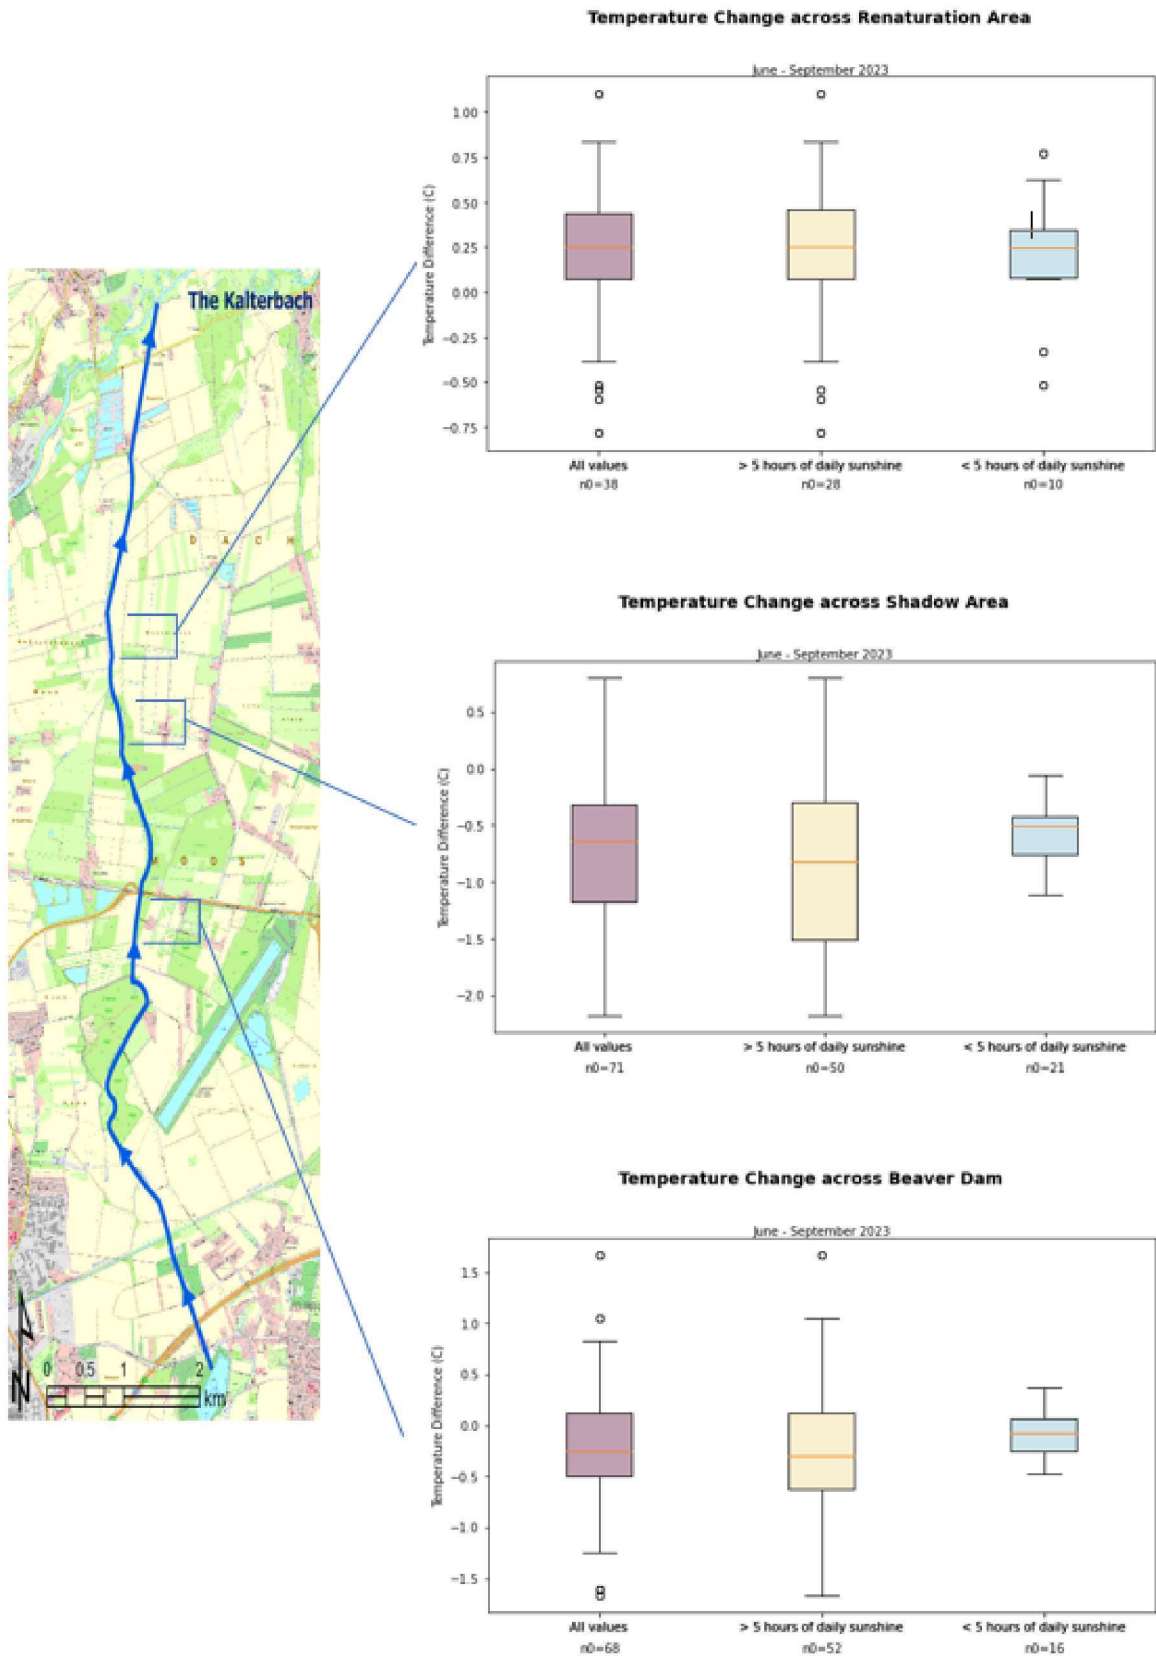 Temperature Change across Renaturation Area
June - September 2023
1.00
0.75
0.50
0.25
0.00
−0.25
−0.50
−0.75
Temperature Difference (C)
All values
> 5 hours of daily sunshine
< 5 hours of daily sunshine
n0=38
n0=28
n0=10
The Kalterbach
D A C H
M O O S
N
0 0.5 1 2
km
Temperature Change across Shadow Area
June - September 2023
0.5
0.0
−0.5
−1.0
−1.5
−2.0
Temperature Difference (C)
All values
> 5 hours of daily sunshine
< 5 hours of daily sunshine
n0=71
n0=50
n0=21
Temperature Change across Beaver Dam
June - September 2023
1.5
1.0
0.5
0.0
−0.5
−1.0
−1.5
Temperature Difference (C)
All values
> 5 hours of daily sunshine
< 5 hours of daily sunshine
n0=68
n0=52
n0=16